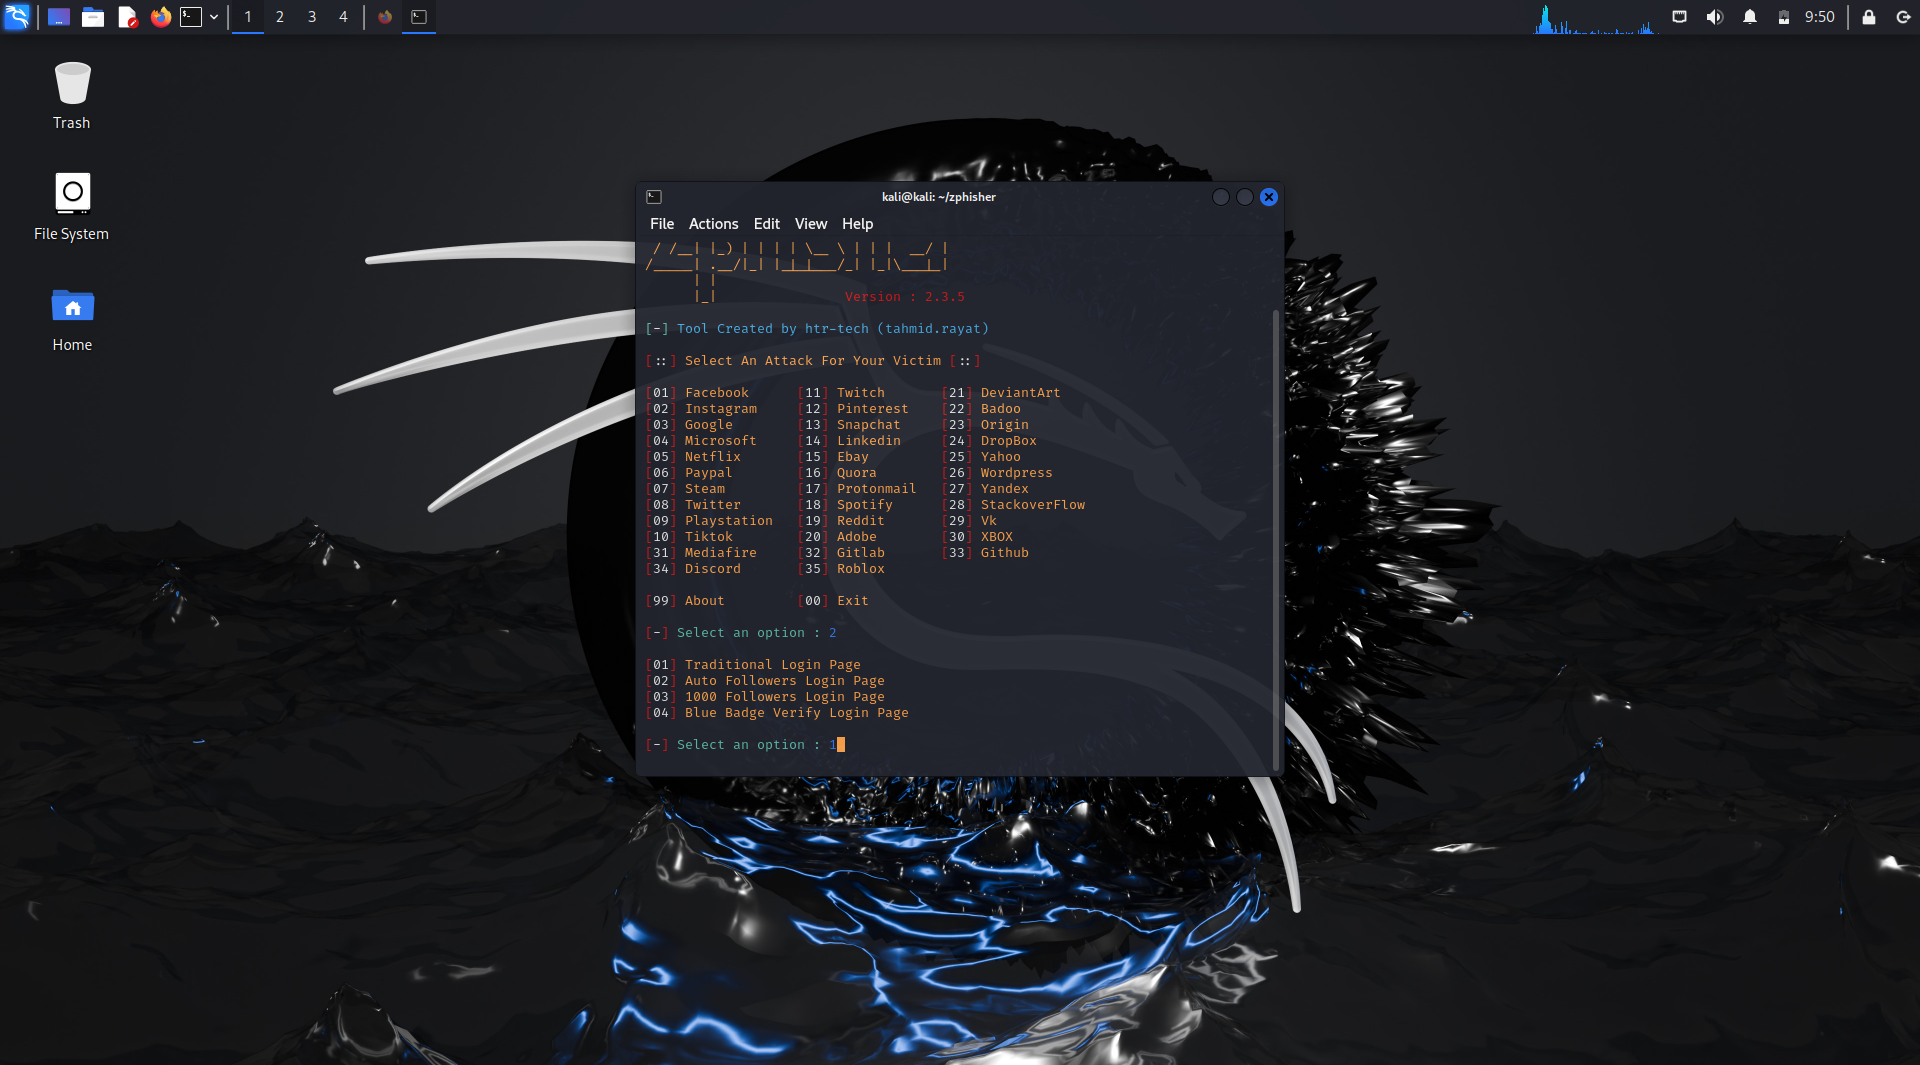 1 2 3 4 9:50
Trash
File System
Home
kali@kali: ~/zphisher
File Actions Edit View Help
/ /__| |_) | | | | \__ \ | | |  __/ |
/_____| .__/|_| |_|_|___/_| |_|\___|_|
| |
|_| Version : 2.3.5
[-] Tool Created by htr-tech (tahmid.rayat)
[::] Select An Attack For Your Victim [::]
[01] Facebook [11] Twitch [21] DeviantArt
[02] Instagram [12] Pinterest [22] Badoo
[03] Google [13] Snapchat [23] Origin
[04] Microsoft [14] Linkedin [24] DropBox
[05] Netflix [15] Ebay [25] Yahoo
[06] Paypal [16] Quora [26] Wordpress
[07] Steam [17] Protonmail [27] Yandex
[08] Twitter [18] Spotify [28] StackoverFlow
[09] Playstation [19] Reddit [29] Vk
[10] Tiktok [20] Adobe [30] XBOX
[31] Mediafire [32] Gitlab [33] Github
[34] Discord [35] Roblox
[99] About [00] Exit
[-] Select an option : 2
[01] Traditional Login Page
[02] Auto Followers Login Page
[03] 1000 Followers Login Page
[04] Blue Badge Verify Login Page
[-] Select an option : 1